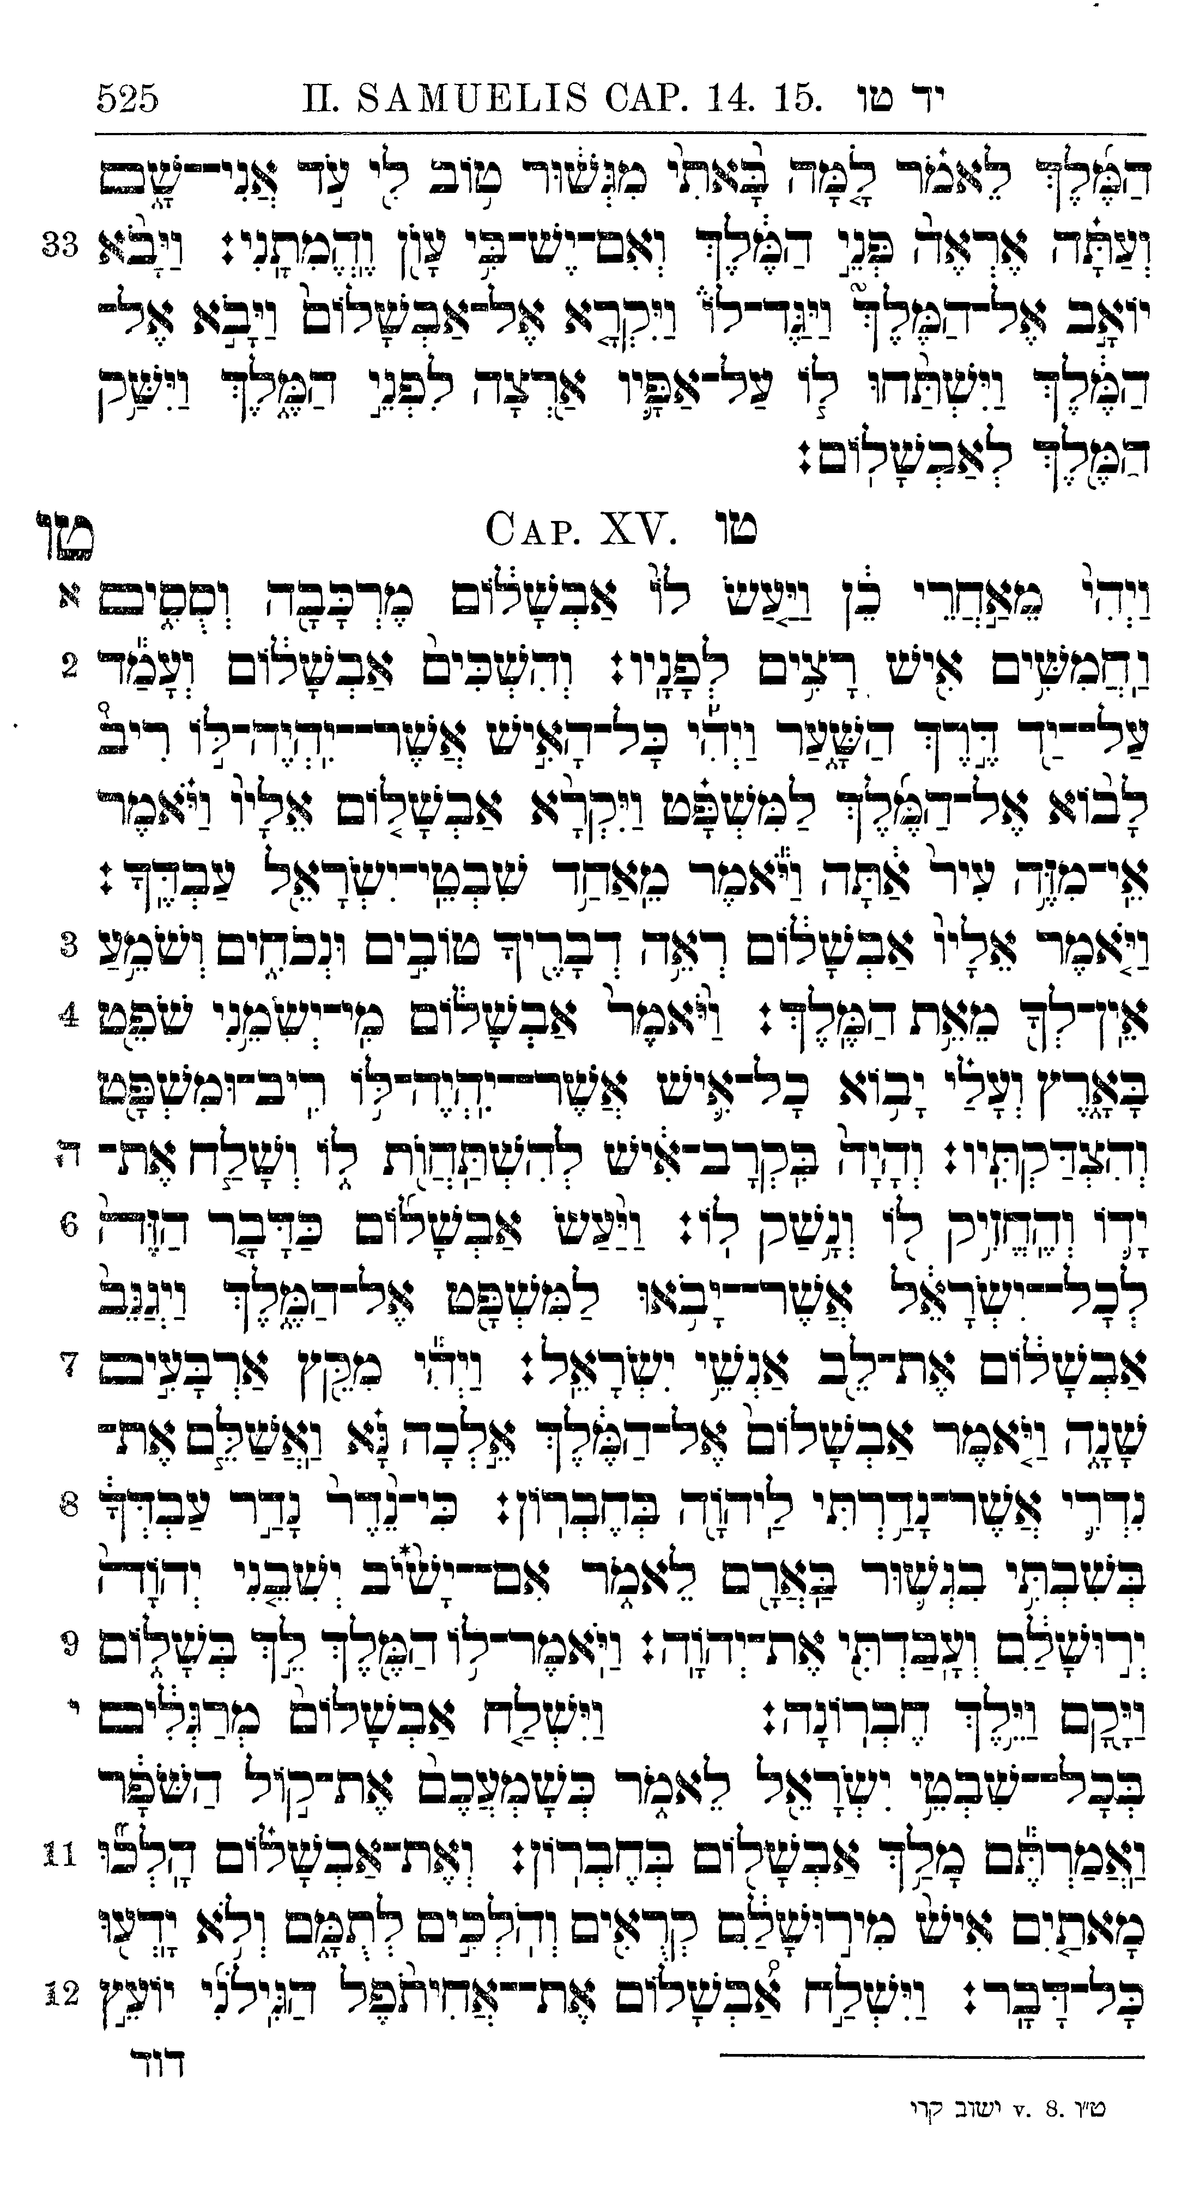 525 II. SAMUELIS CAP. 14. 15. יד טו
הַמֶּ֜לֶךְ לֵאמֹ֗ר לָ֤מָּה בָּ֙אתִי֙ מִגְּשׁ֔וּר ט֥וֹב לִ֖י עֹ֣ד אֲנִי־שָׁ֑ם
33 וְעַתָּ֗ה אֶרְאֶה֙ פְּנֵ֣י הַמֶּ֔לֶךְ וְאִם־יֶשׁ־בִּ֥י עָוֺ֖ן וֶהֱמִתָֽנִי׃ וַיָּבֹ֨א
יוֹאָ֣ב אֶל־הַמֶּלֶךְ֮ וַיַּגֶּד־לוֹ֒ וַיִּקְרָ֤א אֶל־אַבְשָׁלוֹם֙ וַיָּבֹ֣א אֶל־
הַמֶּ֔לֶךְ וַיִּשְׁתַּ֨חוּ ל֧וֹ עַל־אַפָּ֛יו אַ֖רְצָה לִפְנֵ֣י הַמֶּ֑לֶךְ וַיִּשַּׁ֥ק
הַמֶּ֖לֶךְ לְאַבְשָׁלֽוֹם׃
טו CAP. XV. טו
א וַיְהִי֙ מֵאַ֣חֲרֵי כֵ֔ן וַיַּ֤עַשׂ לוֹ֙ אַבְשָׁל֔וֹם מֶרְכָּבָ֖ה וְסֻסִ֑ים
2 וַחֲמִשִּׁ֥ים אִ֖ישׁ רָצִ֥ים לְפָנָֽיו׃ וְהִשְׁכִּים֙ אַבְשָׁל֔וֹם וְעָמַ֕ד
עַל־יַ֖ד דֶּ֣רֶךְ הַשָּׁ֑עַר וַיְהִ֡י כָּל־הָאִ֣ישׁ אֲשֶֽׁר־יִהְיֶה־לּוֹ־רִיב֩
לָב֨וֹא אֶל־הַמֶּ֜לֶךְ לַמִּשְׁפָּ֗ט וַיִּקְרָ֨א אַבְשָׁל֤וֹם אֵלָיו֙ וַיֹּ֗אמֶר
אֵֽי־מִזֶּ֥ה עִיר֙ אַ֔תָּה וַיֹּ֕אמֶר מֵֽאַחַ֥ד שִׁבְטֵֽי־יִשְׂרָאֵ֖ל עַבְדֶּֽךָ׃
3 וַיֹּ֤אמֶר אֵלָיו֙ אַבְשָׁל֔וֹם רְאֵ֥ה דְבָרֶ֖יךָ טוֹבִ֣ים וּנְכֹחִ֑ים וְשֹׁמֵ֥עַ
4 אֵין־לְךָ֖ מֵאֵ֥ת הַמֶּֽלֶךְ׃ וַיֹּ֙אמֶר֙ אַבְשָׁל֔וֹם מִי־יְשִׂמֵ֥נִי שֹׁפֵ֖ט
בָּאָ֑רֶץ וְעָלַ֗י יָב֥וֹא כָּל־אִ֛ישׁ אֲשֶֽׁר־יִהְיֶה־לּוֹ־רִיב־וּמִשְׁפָּ֖ט
ה וְהִצְדַּקְתִּֽיו׃ וְהָיָה֙ בִּקְרָב־אִ֔ישׁ לְהִשְׁתַּחֲוֺ֖ת ל֑וֹ וְשָׁלַ֧ח אֶת־
6 יָד֛וֹ וְהֶחֱזִ֥יק ל֖וֹ וְנָ֥שַׁק לֽוֹ׃ וַיַּ֨עַשׂ אַבְשָׁל֜וֹם כַּדָּבָ֤ר הַזֶּה֙
לְכָל־יִשְׂרָאֵ֔ל אֲשֶׁר־יָבֹ֥אוּ לַמִּשְׁפָּ֖ט אֶל־הַמֶּ֑לֶךְ וַיְגַנֵּב֙
7 אַבְשָׁל֔וֹם אֶת־לֵ֖ב אַנְשֵׁ֥י יִשְׂרָאֵֽל׃ וַיְהִ֕י מִקֵּ֖ץ אַרְבָּעִ֣ים
שָׁנָ֑ה וַיֹּ֤אמֶר אַבְשָׁלוֹם֙ אֶל־הַמֶּ֔לֶךְ אֵ֣לְכָה נָּ֗א וַאֲשַׁלֵּ֛ם אֶת־
8 נִדְרִ֛י אֲשֶׁר־נָדַ֥רְתִּי לַֽיהוָֹ֖ה בְּחֶבְרֽוֹן׃ כִּי־נֵ֙דֶר֙ נָדַ֣ר עַבְדְּךָ֔
בְּשִׁבְתִּ֥י בִגְשׁ֛וּר בַּאֲרָ֖ם לֵאמֹ֑ר אִם־יָשׁ֨יֹב* יְשִׁיבֵ֤נִי יְהוָֹה֙
9 יְר֣וּשָׁלִַ֔ם וְעָבַדְתִּ֖י אֶת־יְהוָֹֽה׃ וַיֹּֽאמֶר־ל֥וֹ הַמֶּ֖לֶךְ לֵ֣ךְ בְּשָׁל֑וֹם
י וַיָּ֖קָם וַיֵּ֥לֶךְ חֶבְרֽוֹנָה׃ וַיִּשְׁלַ֤ח אַבְשָׁלוֹם֙ מְרַגְּלִ֔ים
בְּכָל־שִׁבְטֵ֥י יִשְׂרָאֵ֖ל לֵאמֹ֑ר כְּשָׁמְעֲכֶם֙ אֶת־ק֣וֹל הַשֹּׁפָ֔ר
11 וַאֲמַרְתֶּ֕ם מָלַ֥ךְ אַבְשָׁל֖וֹם בְּחֶבְרֽוֹן׃ וְאֶת־אַבְשָׁל֗וֹם הָלְכ֞וּ
מָאתַ֤יִם אִישׁ֙ מִיר֣וּשָׁלִַ֔ם קְרֻאִ֖ים וְהֹלְכִ֣ים לְתֻמָּ֑ם וְלֹ֥א יָדְע֖וּ
12 כָּל־דָּבָֽר׃ וַיִּשְׁלַ֣ח אַ֠בְשָׁלוֹם אֶת־אֲחִיתֹ֨פֶל הַגִּֽילֹנִ֜י יוֹעֵ֣ץ
דוד
ט״ו v. 8. ישוב קרי